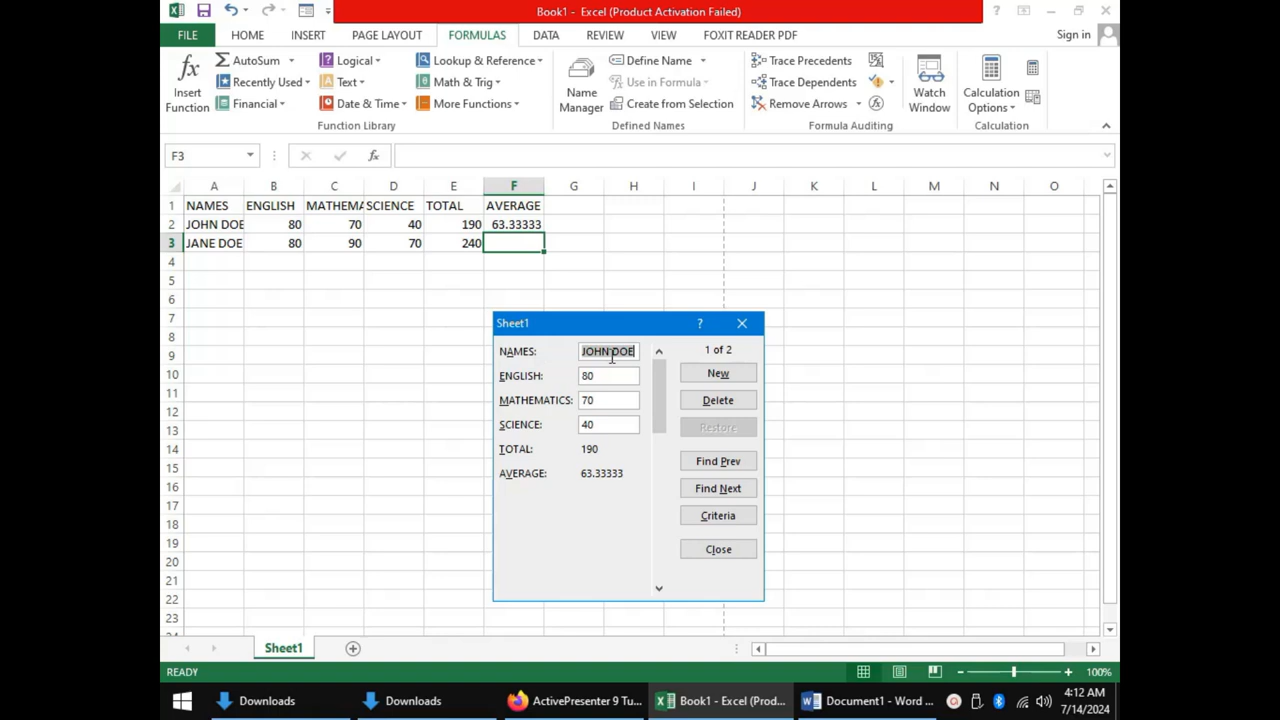 Book1 - Excel (Product Activation Failed)
FILE HOME INSERT PAGE LAYOUT FORMULAS DATA REVIEW VIEW FOXIT READER PDF Sign in
fx Insert Function
AutoSum
Recently Used
Financial
Logical
Text
Date & Time
Lookup & Reference
Math & Trig
More Functions
Function Library
Name Manager
Define Name
Use in Formula
Create from Selection
Defined Names
Trace Precedents
Trace Dependents
Remove Arrows
Formula Auditing
Watch Window
Calculation Options
Calculation
F3 fx
A B C D E F G H I J K L M N O
1 NAMES ENGLISH MATHEMA SCIENCE TOTAL AVERAGE
2 JOHN DOE 80 70 40 190 63.33333
3 JANE DOE 80 90 70 240
4
5
6
7
8
9
10
11
12
13
14
15
16
17
18
19
20
21
22
23
24
Sheet1 ?
NAMES: JOHN DOE
ENGLISH: 80
MATHEMATICS: 70
SCIENCE: 40
TOTAL: 190
AVERAGE: 63.33333
1 of 2
New
Delete
Restore
Find Prev
Find Next
Criteria
Close
Sheet1
READY 100%
Downloads Downloads ActivePresenter 9 Tu... Book1 - Excel (Prod... Document1 - Word ...
4:12 AM
7/14/2024